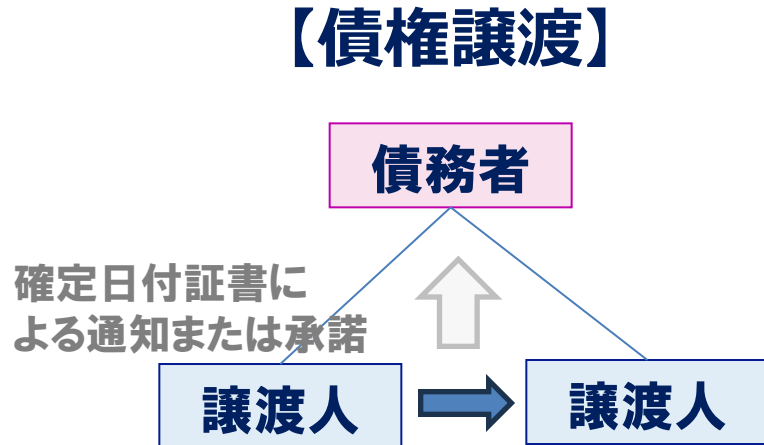 【債権譲渡】
債務者
確定日付証書に
よる通知または承諾
譲渡人
譲渡人